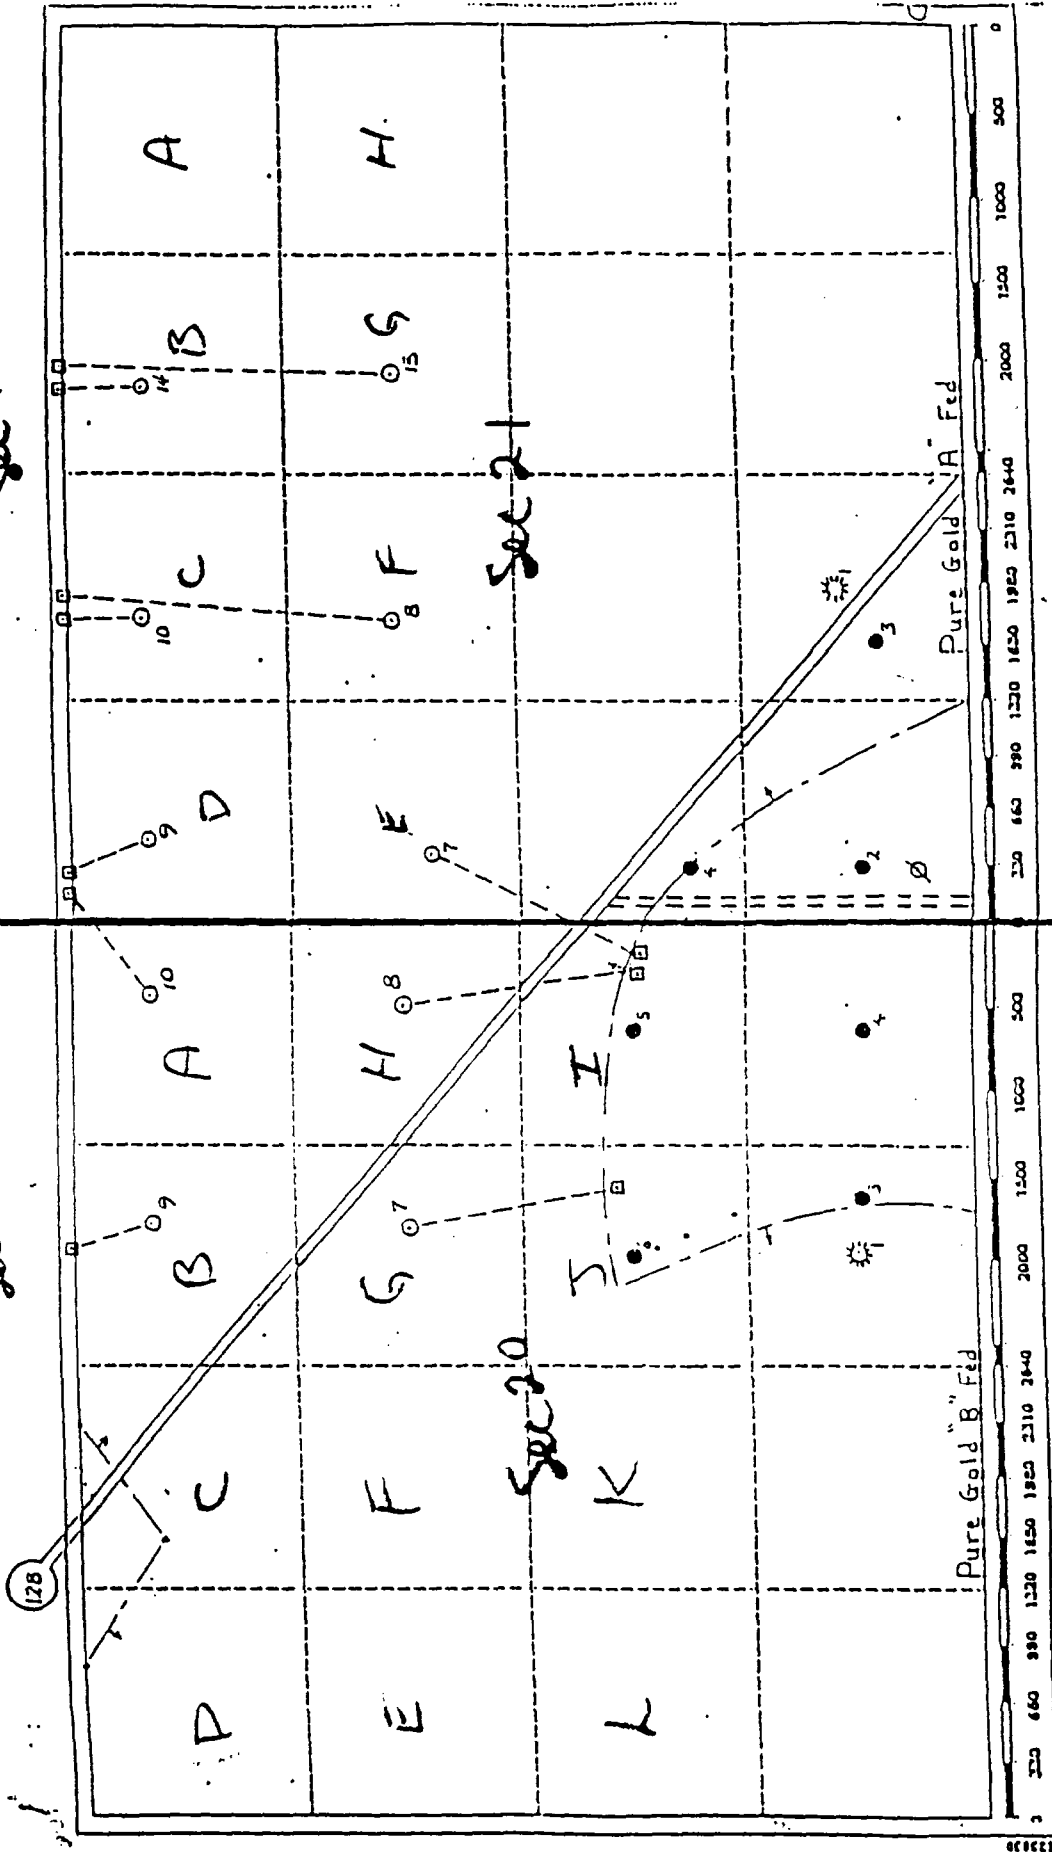 128
D C B A D C B A
9 10 9 10 14
E F G H E F G H
7 8 7 8 13
Sec 20 Sec 21
L K J I
5 4
1 3 4 2 Ø 3 1
Pure Gold "B" Fed Pure Gold "A" Fed
0 330 660 990 1320 1650 1980 2310 2640 2000 1500 1000 500 0 330 660 990 1320 1650 1980 2310 2640 2000 1500 1000 500 0